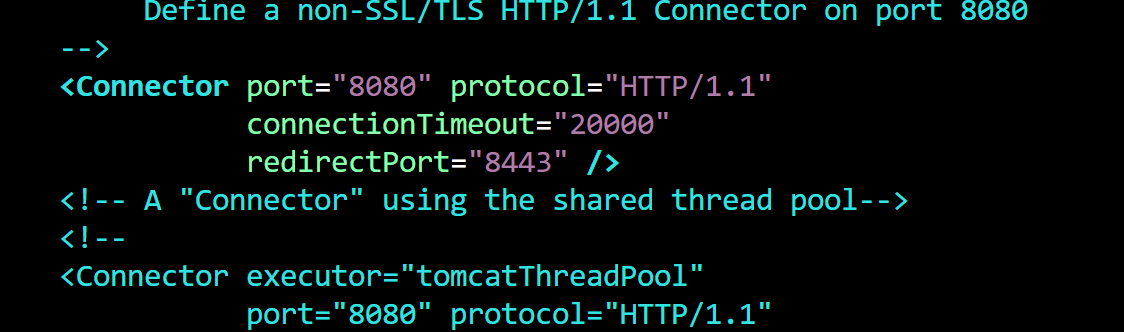 Define a non-SSL/TLS HTTP/1.1 Connector on port 8080
-->
<Connector port="8080" protocol="HTTP/1.1"
connectionTimeout="20000"
redirectPort="8443" />
<!-- A "Connector" using the shared thread pool-->
<!--
<Connector executor="tomcatThreadPool"
port="8080" protocol="HTTP/1.1"